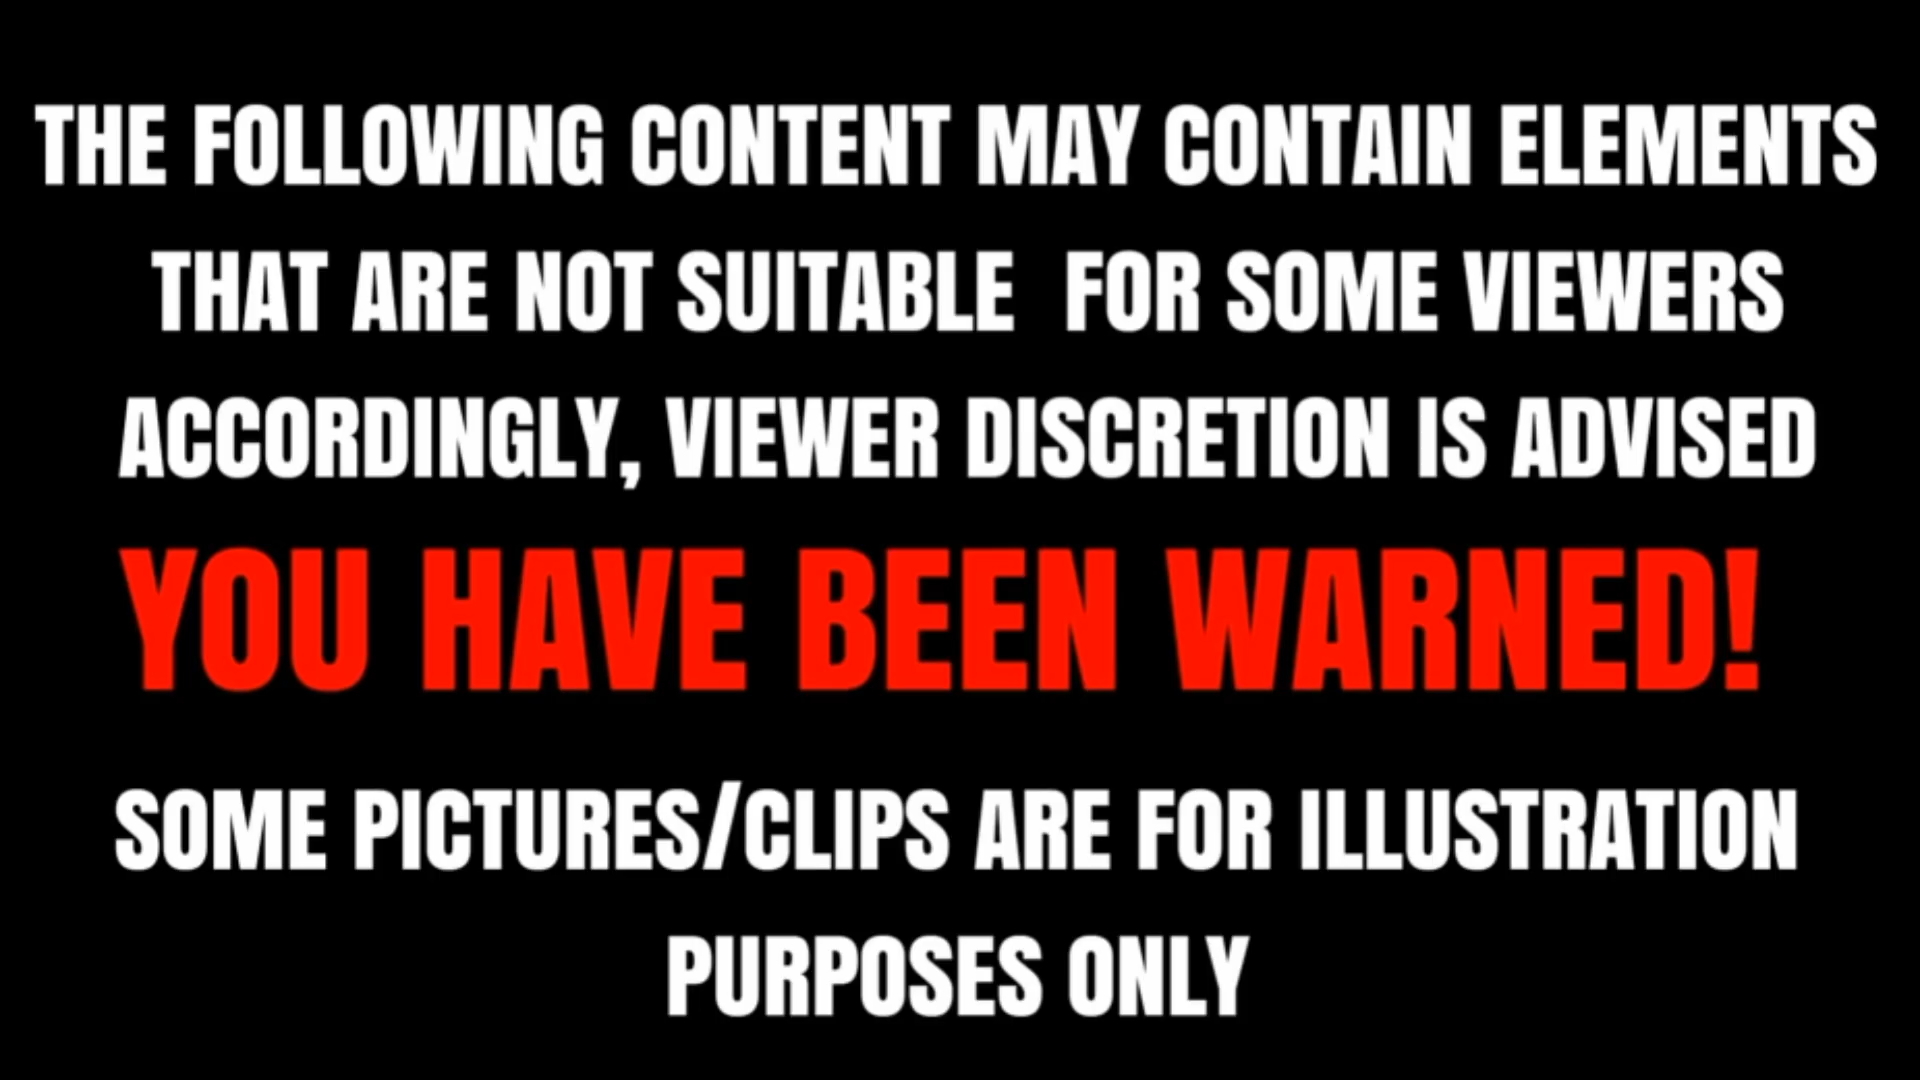 THE FOLLOWING CONTENT MAY CONTAIN ELEMENTS
THAT ARE NOT SUITABLE  FOR SOME VIEWERS
ACCORDINGLY, VIEWER DISCRETION IS ADVISED
YOU HAVE BEEN WARNED!
SOME PICTURES/CLIPS ARE FOR ILLUSTRATION
PURPOSES ONLY